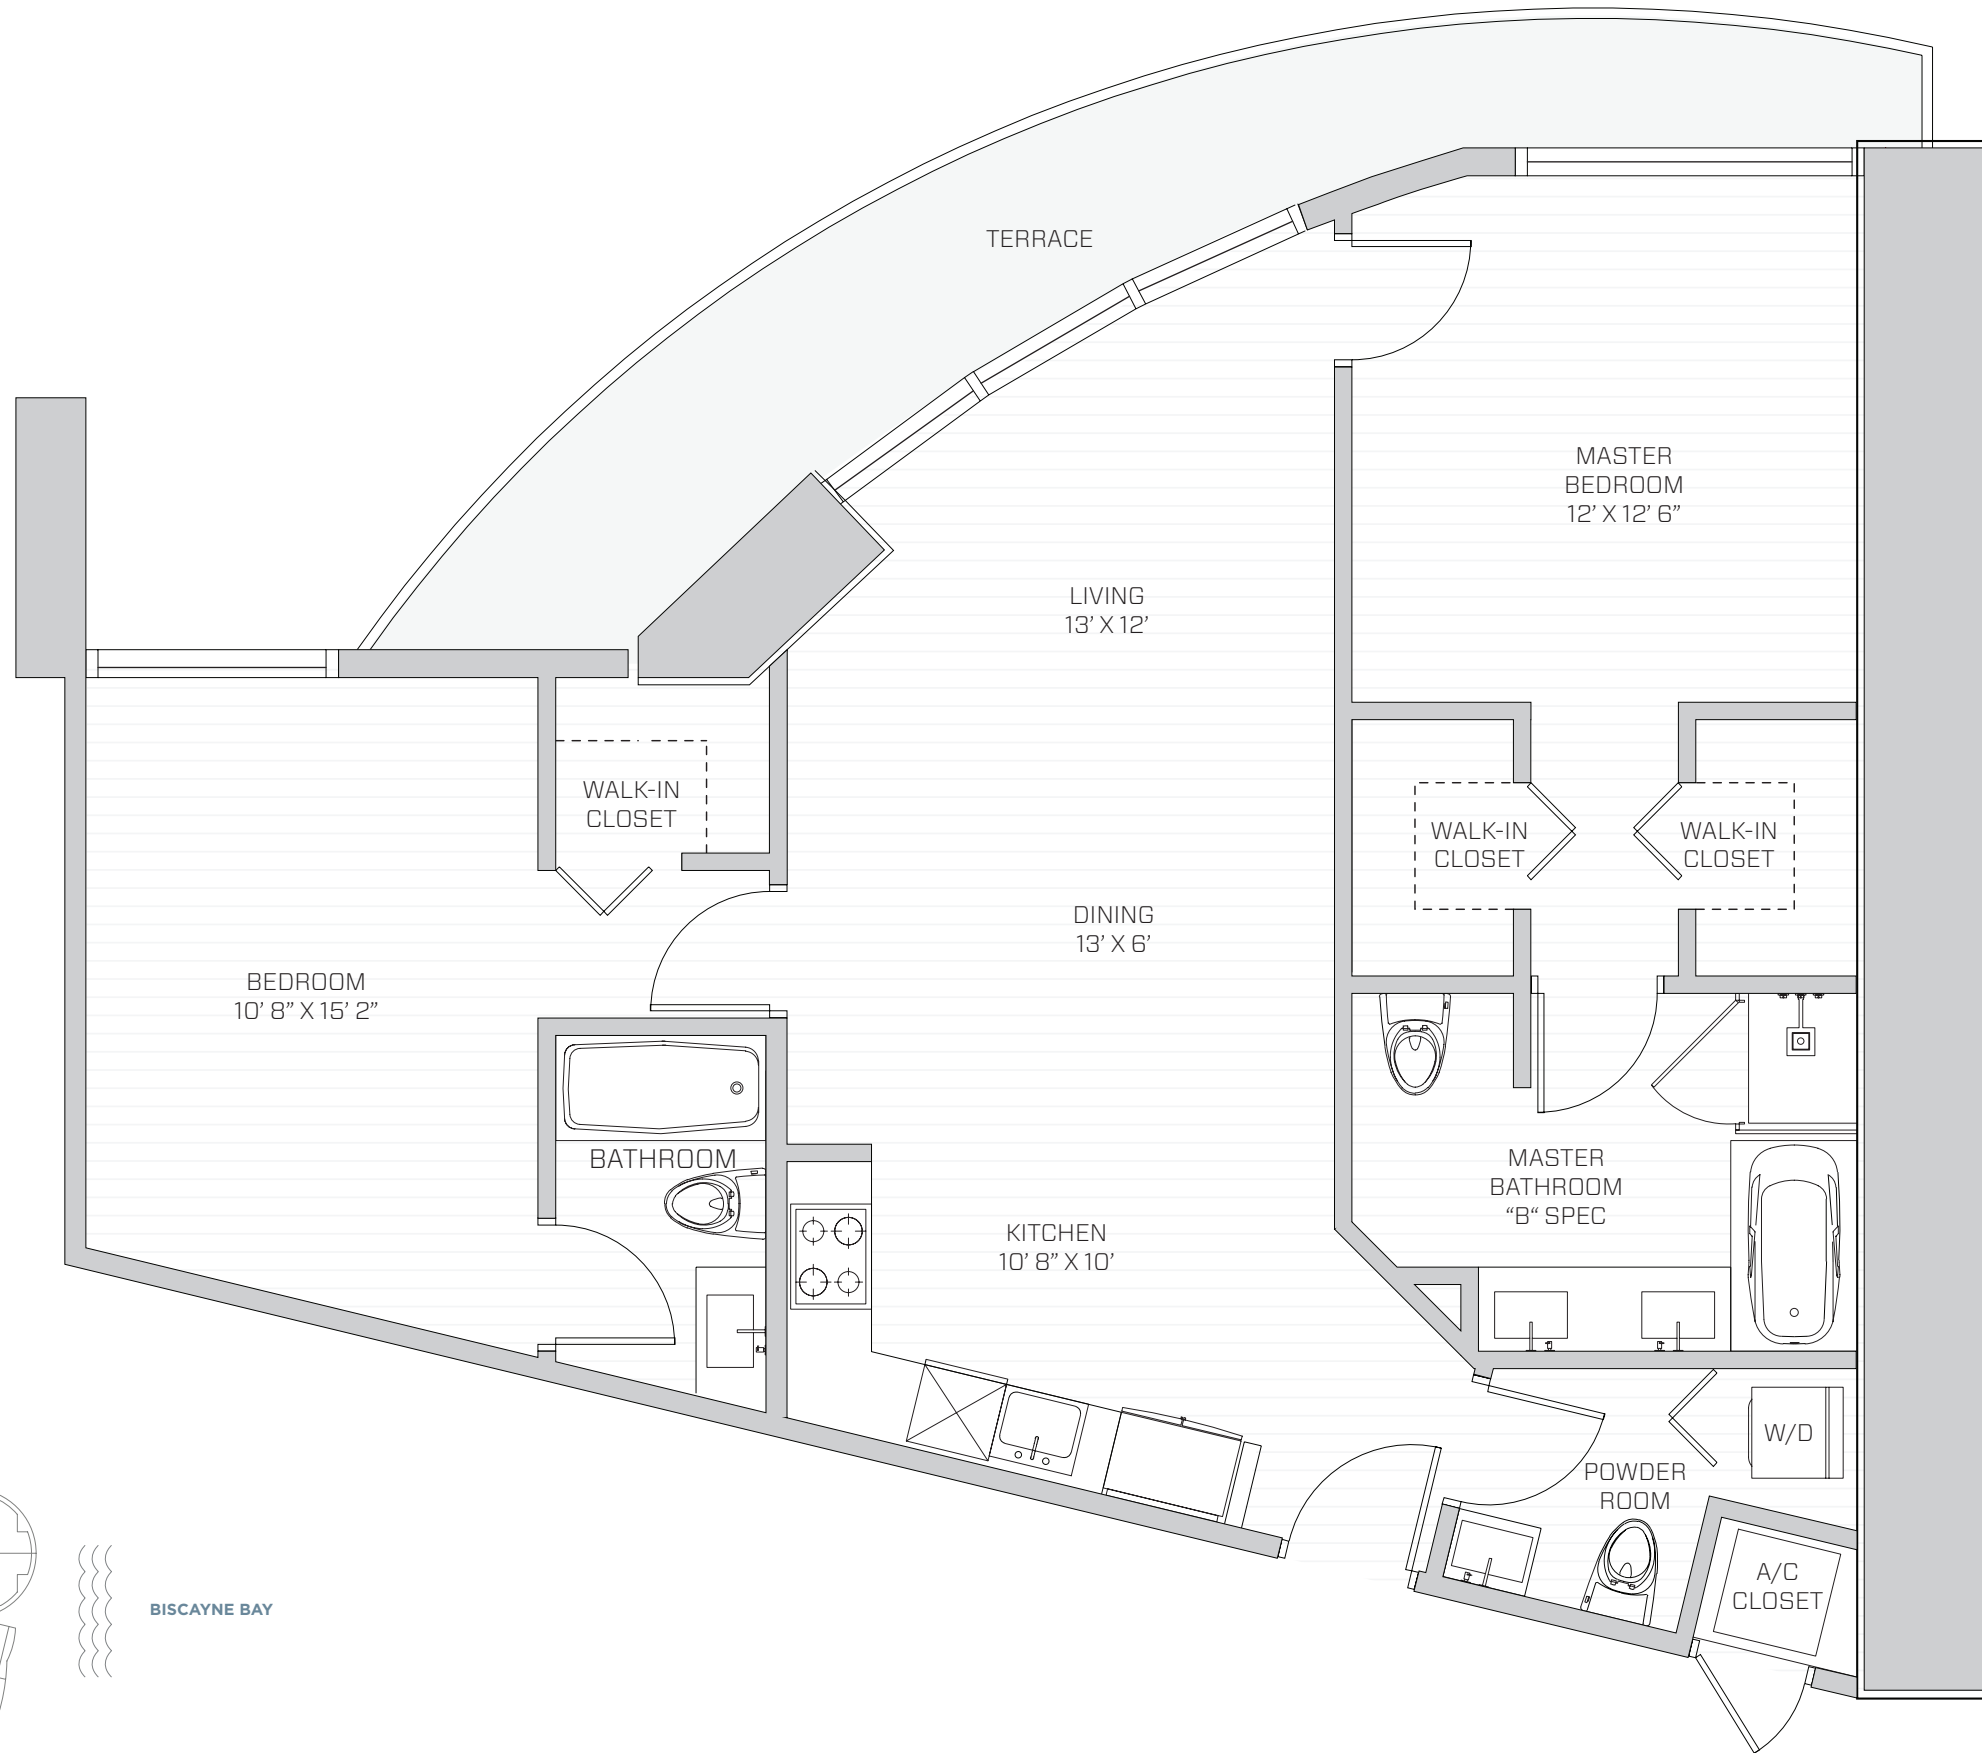 TERRACE
MASTER
BEDROOM
12’ X 12’ 6”
LIVING
13’ X 12’
WALK-IN
CLOSET
WALK-IN
CLOSET
WALK-IN
CLOSET
DINING
13’ X 6’
BEDROOM
10’ 8” X 15’ 2”
BATHROOM
MASTER
BATHROOM
“B“ SPEC
KITCHEN
10’ 8” X 10’
W/D
POWDER
ROOM
A/C
CLOSET
BISCAYNE BAY